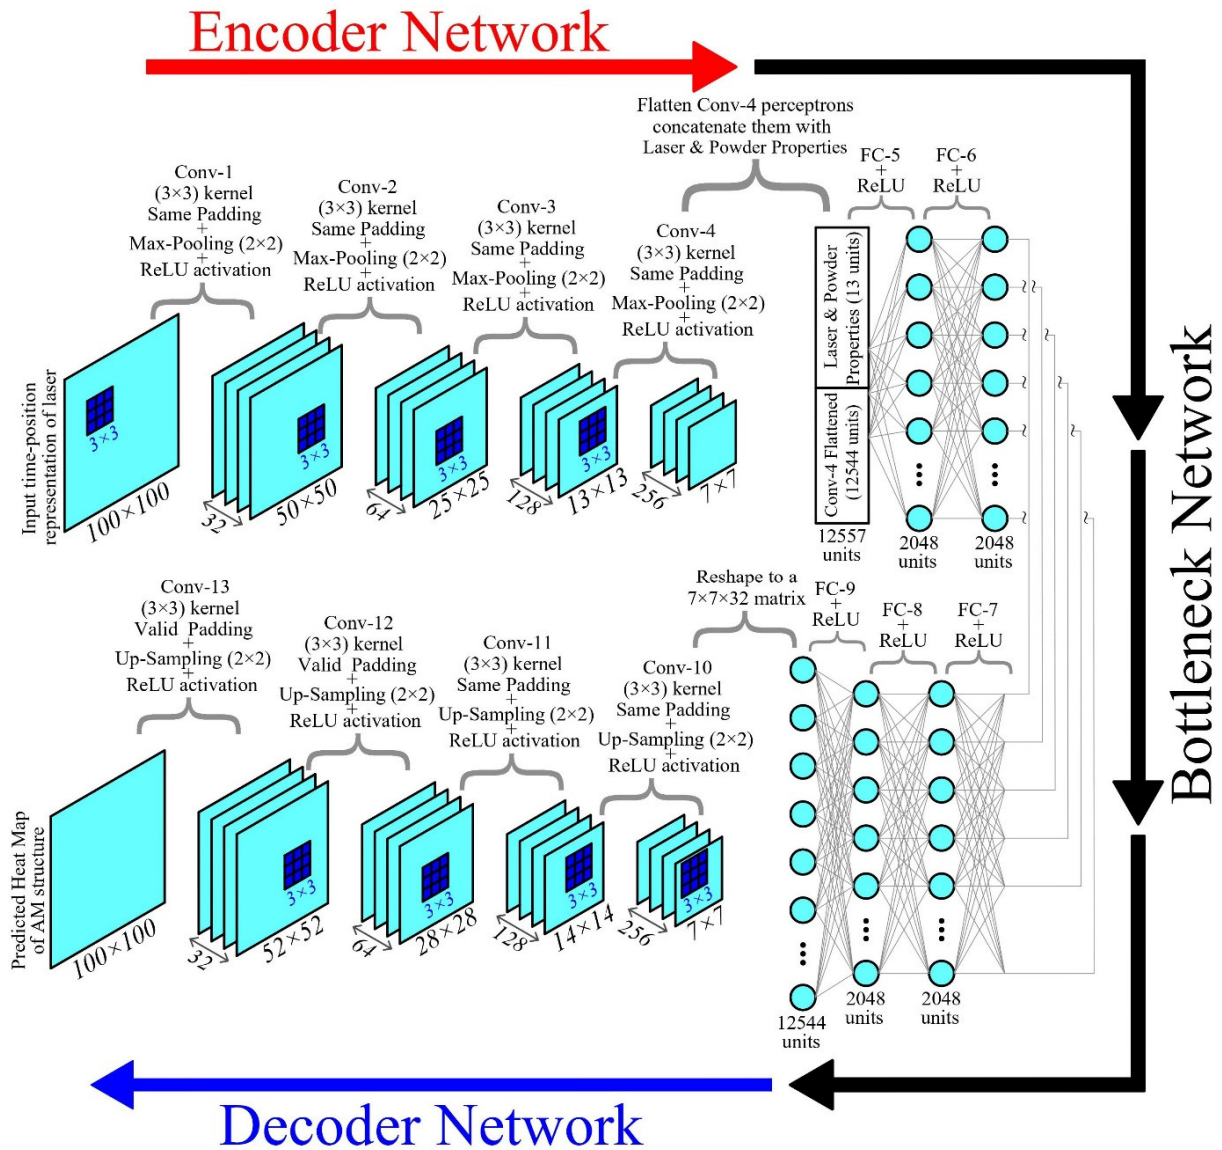 Encoder Network
Flatten Conv-4 perceptrons
concatenate them with
Laser & Powder Properties
Conv-1
(3×3) kernel
Same Padding
+
Max-Pooling (2×2)
+
ReLU activation
Conv-2
(3×3) kernel
Same Padding
+
Max-Pooling (2×2)
+
ReLU activation
Conv-3
(3×3) kernel
Same Padding
+
Max-Pooling (2×2)
+
ReLU activation
Conv-4
(3×3) kernel
Same Padding
+
Max-Pooling (2×2)
+
ReLU activation
FC-5
+
ReLU
FC-6
+
ReLU
Input time-position
representation of laser
3×3
100×100
3×3
32
50×50
3×3
64
25×25
3×3
128
13×13
256
7×7
Laser & Powder
Properties (13 units)
Conv-4 Flattened
(12544 units)
12557
units
2048
units
2048
units
Bottleneck Network
Conv-13
(3×3) kernel
Valid Padding
+
Up-Sampling (2×2)
+
ReLU activation
Conv-12
(3×3) kernel
Valid Padding
+
Up-Sampling (2×2)
+
ReLU activation
Conv-11
(3×3) kernel
Same Padding
+
Up-Sampling (2×2)
+
ReLU activation
Conv-10
(3×3) kernel
Same Padding
+
Up-Sampling (2×2)
+
ReLU activation
Reshape to a
7×7×32 matrix
FC-9
+
ReLU
FC-8
+
ReLU
FC-7
+
ReLU
Predicted Heat Map
of AM structure
100×100
3×3
32
52×52
3×3
64
28×28
3×3
128
14×14
3×3
256
7×7
12544
units
2048
units
2048
units
Decoder Network